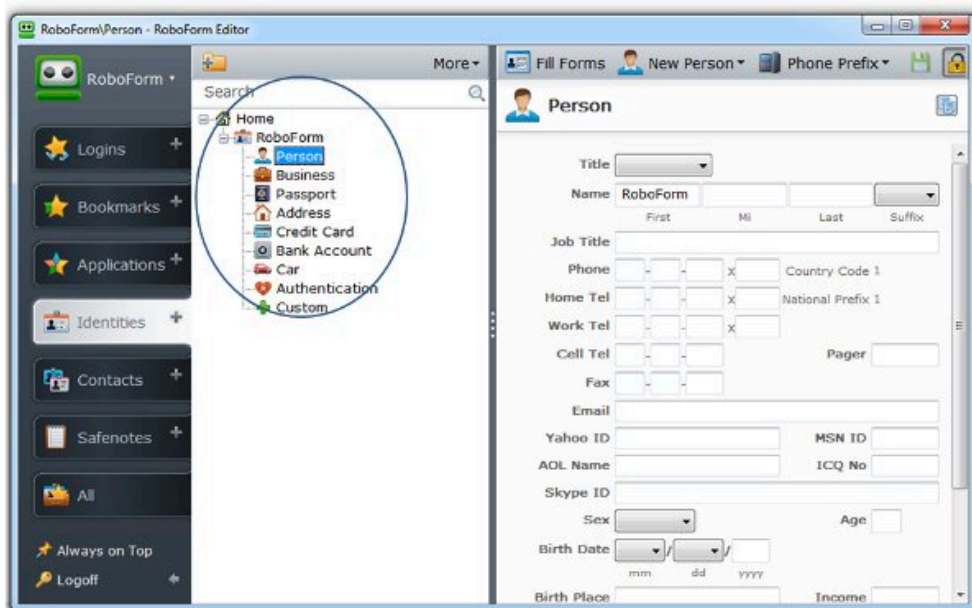 RoboForm\Person - RoboForm Editor
RoboForm
Logins +
Bookmarks +
Applications +
Identities +
Contacts +
Safenotes +
All
Always on Top
Logoff
More
Search
Home
RoboForm
Person
Business
Passport
Address
Credit Card
Bank Account
Car
Authentication
Custom
Fill Forms New Person Phone Prefix
Person
Title
Name RoboForm
First Mi Last Suffix
Job Title
Phone - - x Country Code 1
Home Tel - - x National Prefix 1
Work Tel - - x
Cell Tel - - Pager
Fax - -
Email
Yahoo ID MSN ID
AOL Name ICQ No
Skype ID
Sex Age
Birth Date / /
mm dd yyyy
Birth Place Income